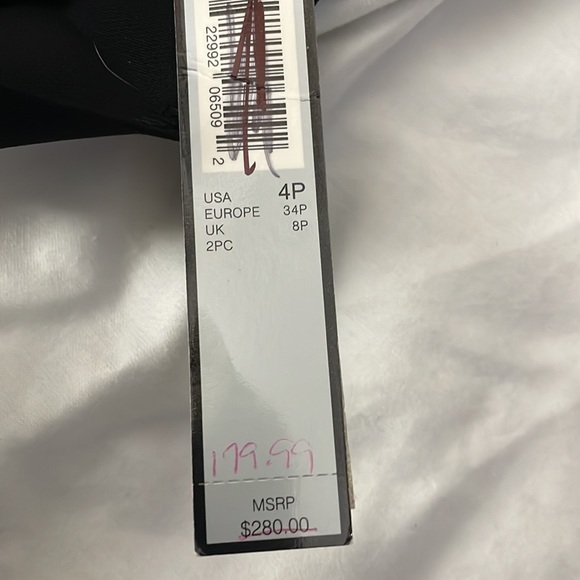 22992 06509 2
USA 4P
EUROPE 34P
UK 8P
2PC
179.99
MSRP
$280.00